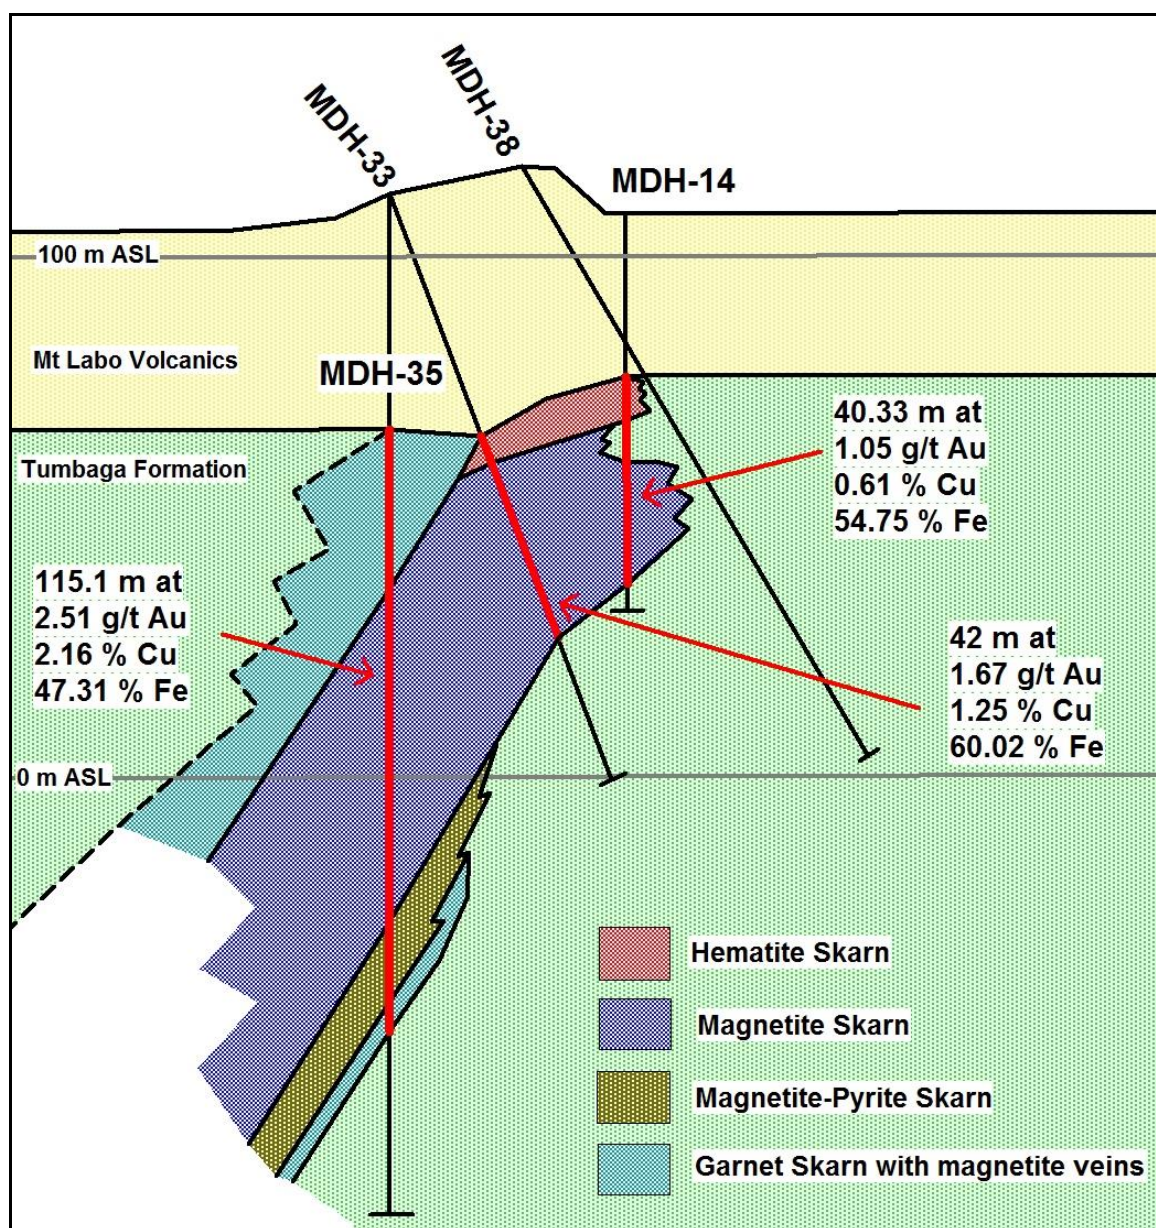 MDH-33
MDH-38
MDH-14
100 m ASL
Mt Labo Volcanics
MDH-35
Tumbaga Formation
40.33 m at
1.05 g/t Au
0.61 % Cu
54.75 % Fe
115.1 m at
2.51 g/t Au
2.16 % Cu
47.31 % Fe
42 m at
1.67 g/t Au
1.25 % Cu
60.02 % Fe
0 m ASL
Hematite Skarn
Magnetite Skarn
Magnetite-Pyrite Skarn
Garnet Skarn with magnetite veins